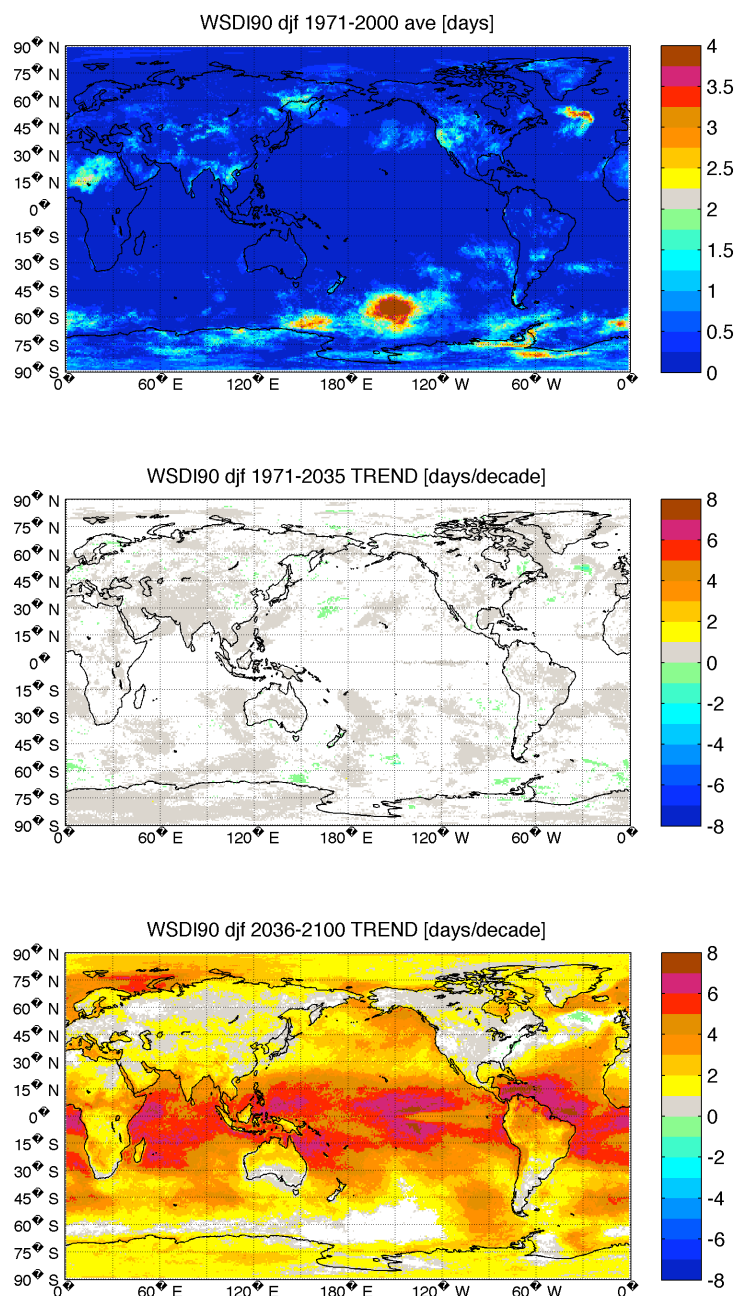 WSDI90 djf 1971-2000 ave [days]
90� N
75� N
60� N
45� N
30� N
15� N
0�
15� S
30� S
45� S
60� S
75� S
90� S
0�
60� E
120� E
180� E
120� W
60� W
0�
4
3.5
3
2.5
2
1.5
1
0.5
0
WSDI90 djf 1971-2035 TREND [days/decade]
90� N
75� N
60� N
45� N
30� N
15� N
0�
15� S
30� S
45� S
60� S
75� S
90� S
0�
60� E
120� E
180� E
120� W
60� W
0�
8
6
4
2
0
-2
-4
-6
-8
WSDI90 djf 2036-2100 TREND [days/decade]
90� N
75� N
60� N
45� N
30� N
15� N
0�
15� S
30� S
45� S
60� S
75� S
90� S
0�
60� E
120� E
180� E
120� W
60� W
0�
8
6
4
2
0
-2
-4
-6
-8